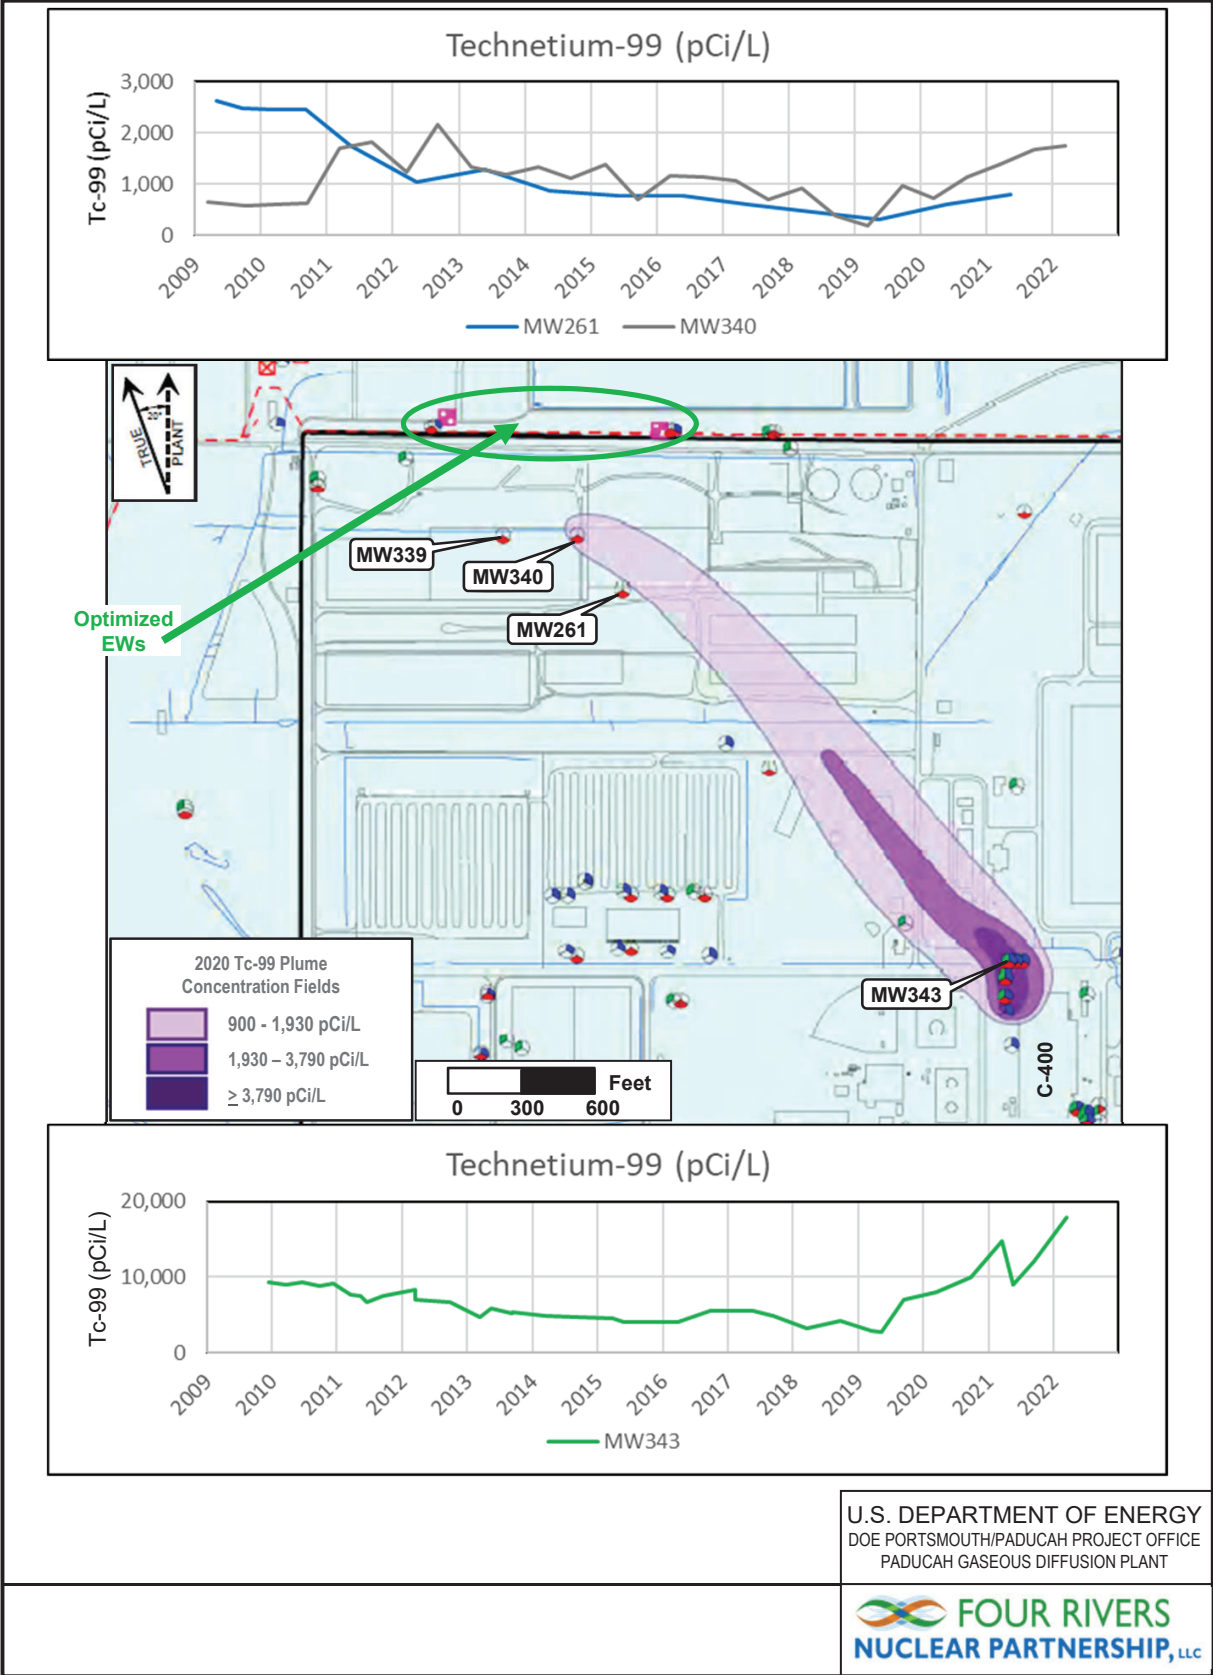 Technetium-99 (pCi/L)
Tc-99 (pCi/L)
3,000
2,000
1,000
0
2009 2010 2011 2012 2013 2014 2015 2016 2017 2018 2019 2020 2021 2022
MW261 MW340
TRUE
20°
PLANT
MW339
MW340
MW261
Optimized
EWs
MW343
C-400
2020 Tc-99 Plume
Concentration Fields
900 - 1,930 pCi/L
1,930 – 3,790 pCi/L
≥ 3,790 pCi/L
Feet
0 300 600
Technetium-99 (pCi/L)
Tc-99 (pCi/L)
20,000
10,000
0
2009 2010 2011 2012 2013 2014 2015 2016 2017 2018 2019 2020 2021 2022
MW343
U.S. DEPARTMENT OF ENERGY
DOE PORTSMOUTH/PADUCAH PROJECT OFFICE
PADUCAH GASEOUS DIFFUSION PLANT
FOUR RIVERS
NUCLEAR PARTNERSHIP, LLC